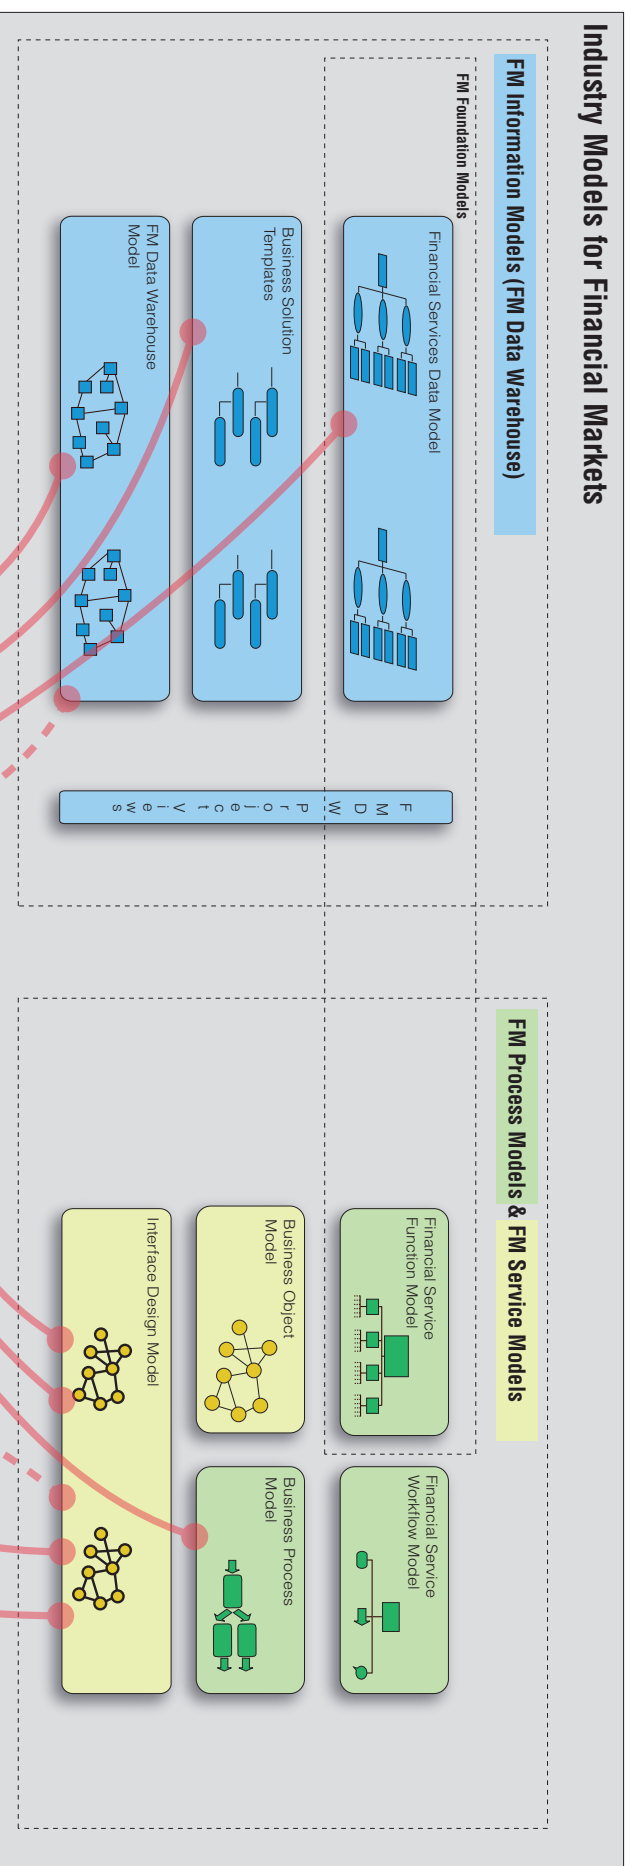 Industry Models for Financial Markets
FM Information Models (FM Data Warehouse)
FM Foundation Models
Financial Services Data Model
Business Solution
Templates
FM Data Warehouse
Model
FMDW Project Views
FM Process Models & FM Service Models
Financial Service
Function Model
Financial Service
Workflow Model
Business Object
Model
Business Process
Model
Interface Design Model